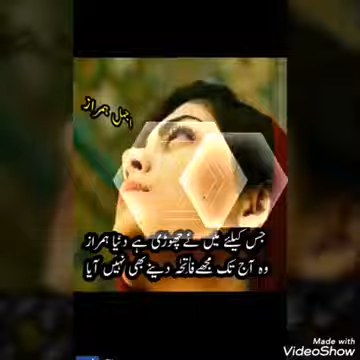 اجمل ہمراز
جس کیلئے میں نے چھوڑی ہے دنیا ہمراز
وہ آج تک مجھے فاتحہ دینے بھی نہیں آیا
Made with
VideoShow